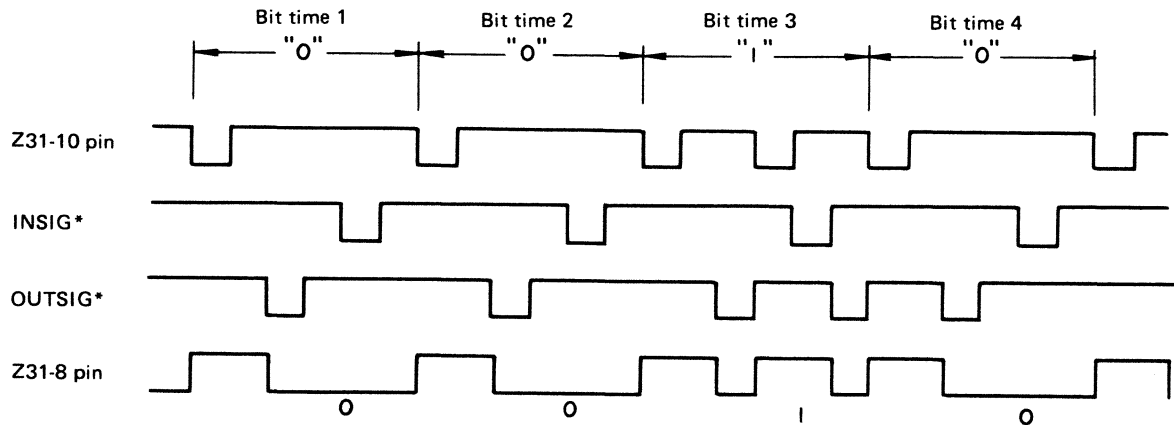 Bit time 1 Bit time 2 Bit time 3 Bit time 4
"0" "0" "1" "0"
Z31-10 pin
INSIG*
OUTSIG*
Z31-8 pin
0 0 1 0